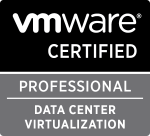 vmware®
CERTIFIED
PROFESSIONAL
DATA CENTER
VIRTUALIZATION